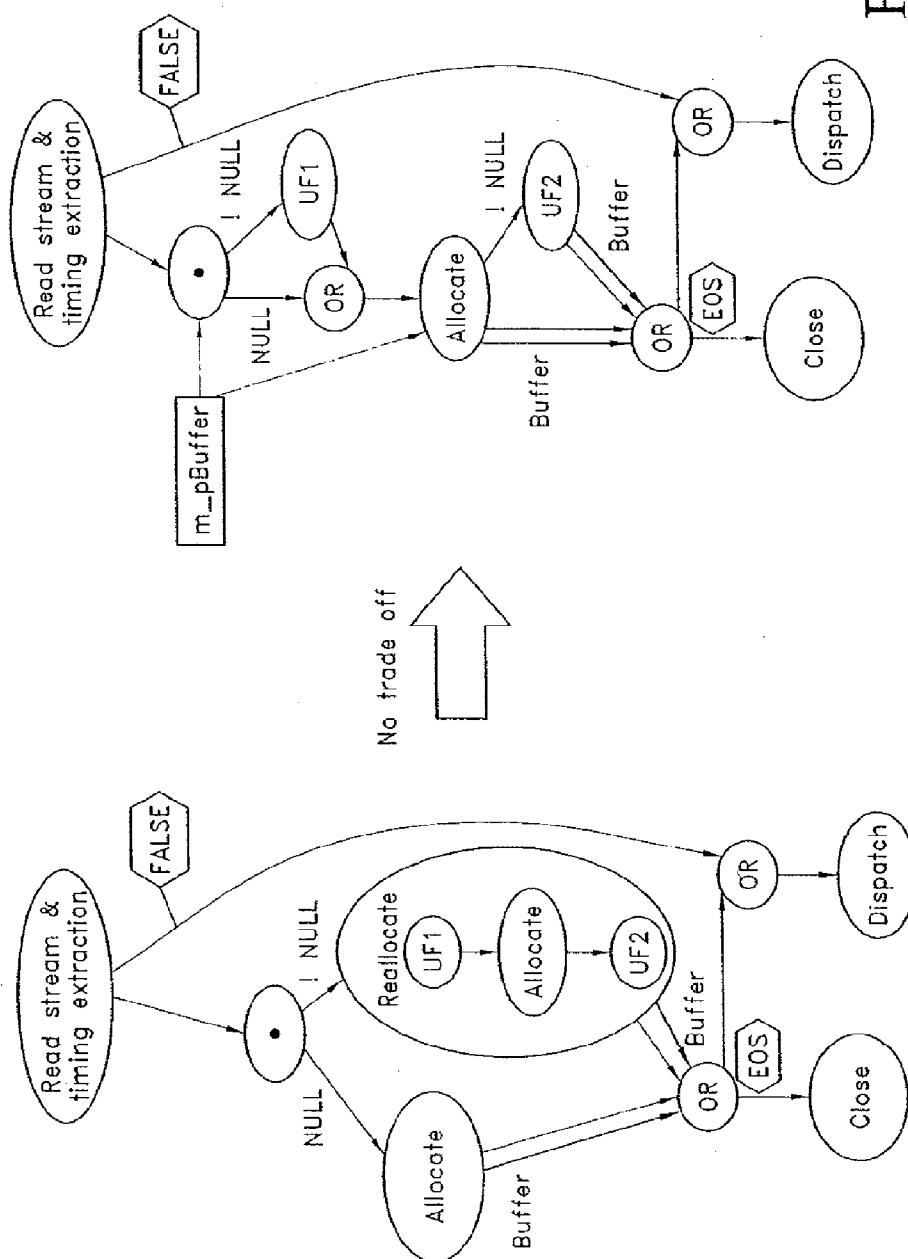 Read stream &
timing extraction
FALSE
NULL
! NULL
Allocate
Reallocate
UF1
Allocate
UF2
Buffer
Buffer
OR
EOS
OR
Close
Dispatch
No trade off
Read stream &
timing extraction
FALSE
m_pBuffer
NULL
! NULL
UF1
OR
Allocate
! NULL
UF2
Buffer
Buffer
OR
EOS
OR
Close
Dispatch